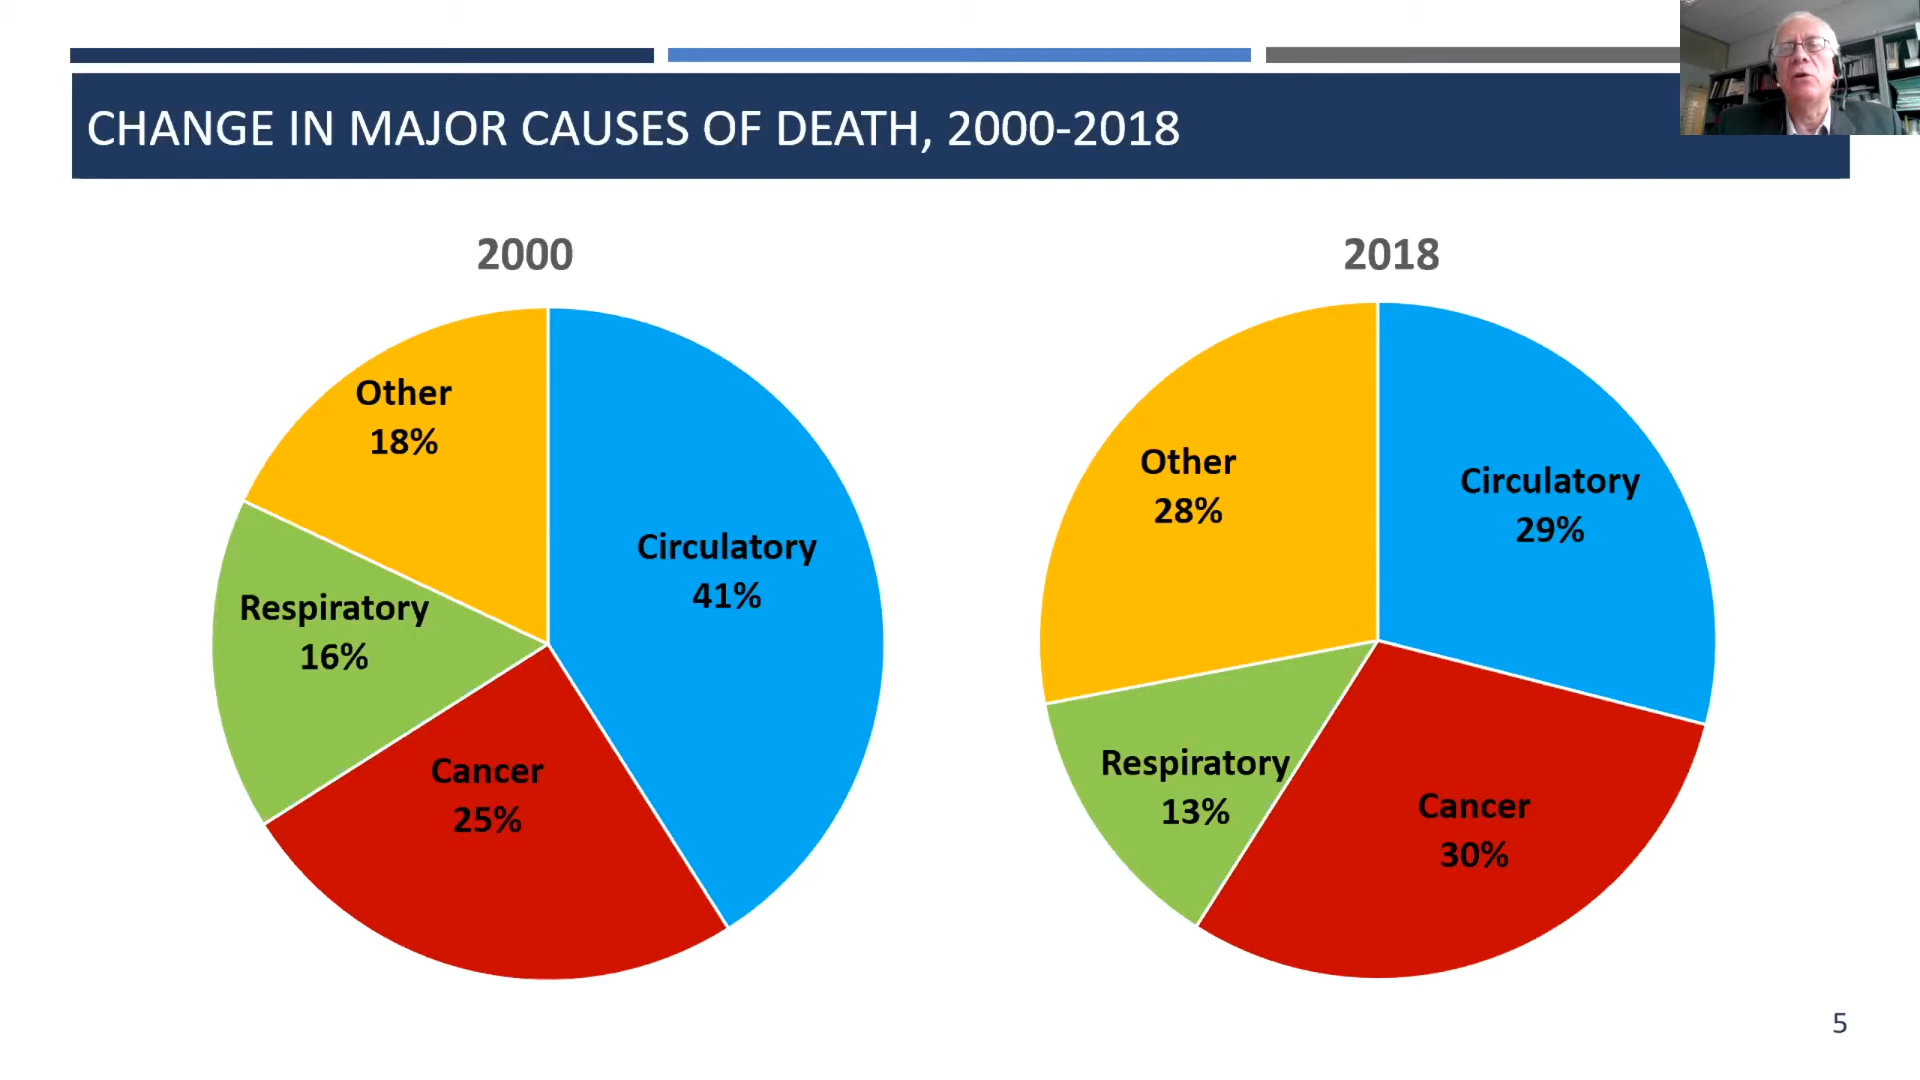 CHANGE IN MAJOR CAUSES OF DEATH, 2000-2018
2000
Other
18%
Circulatory
41%
Respiratory
16%
Cancer
25%
2018
Other
28%
Circulatory
29%
Respiratory
13%
Cancer
30%
5